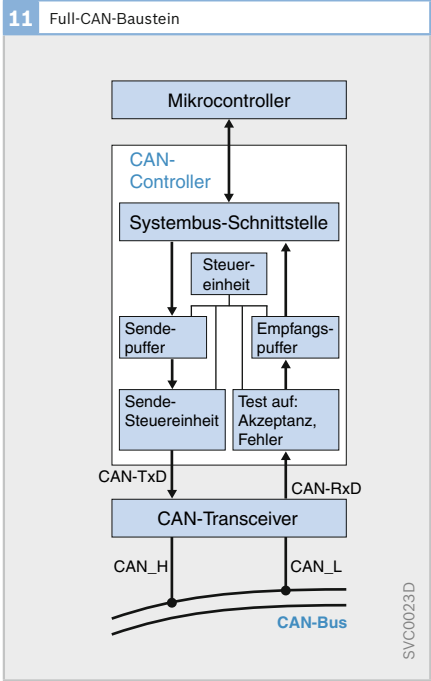 11 Full-CAN-Baustein
Mikrocontroller
CAN-
Controller
Systembus-Schnittstelle
Steuer-
einheit
Sende-
puffer
Empfangs-
puffer
Sende-
Steuereinheit
Test auf:
Akzeptanz,
Fehler
CAN-TxD
CAN-RxD
CAN-Transceiver
CAN_H
CAN_L
CAN-Bus
SVC0023D